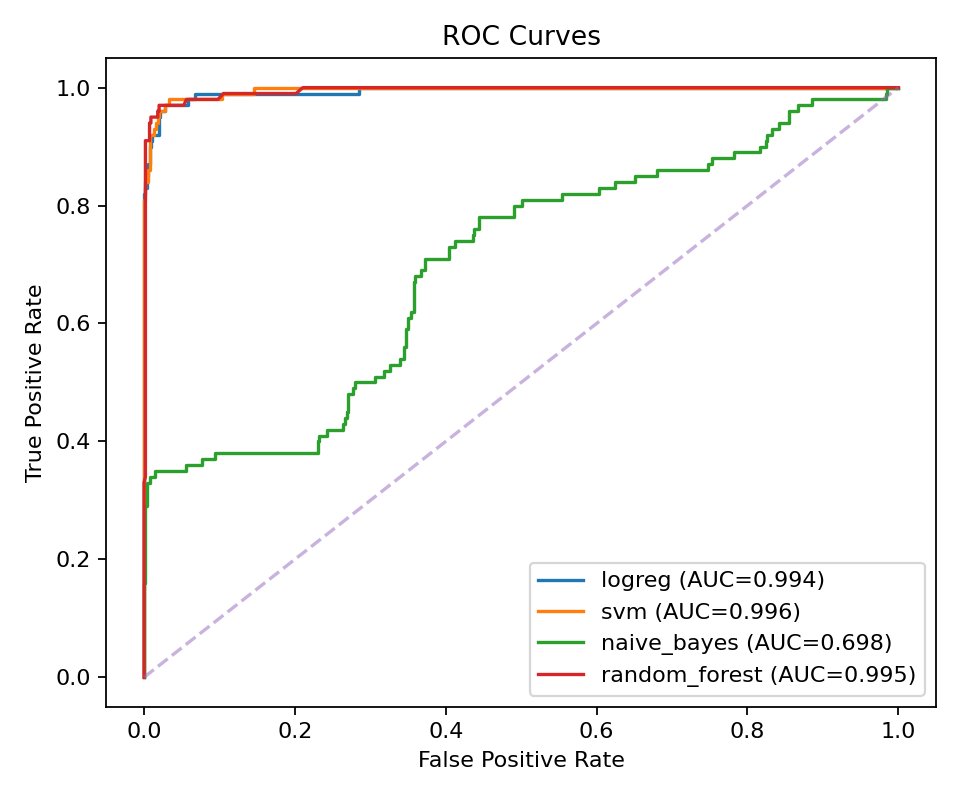 ROC Curves
True Positive Rate
1.0
0.8
0.6
0.4
0.2
0.0
logreg (AUC=0.994)
svm (AUC=0.996)
naive_bayes (AUC=0.698)
random_forest (AUC=0.995)
0.0 0.2 0.4 0.6 0.8 1.0
False Positive Rate